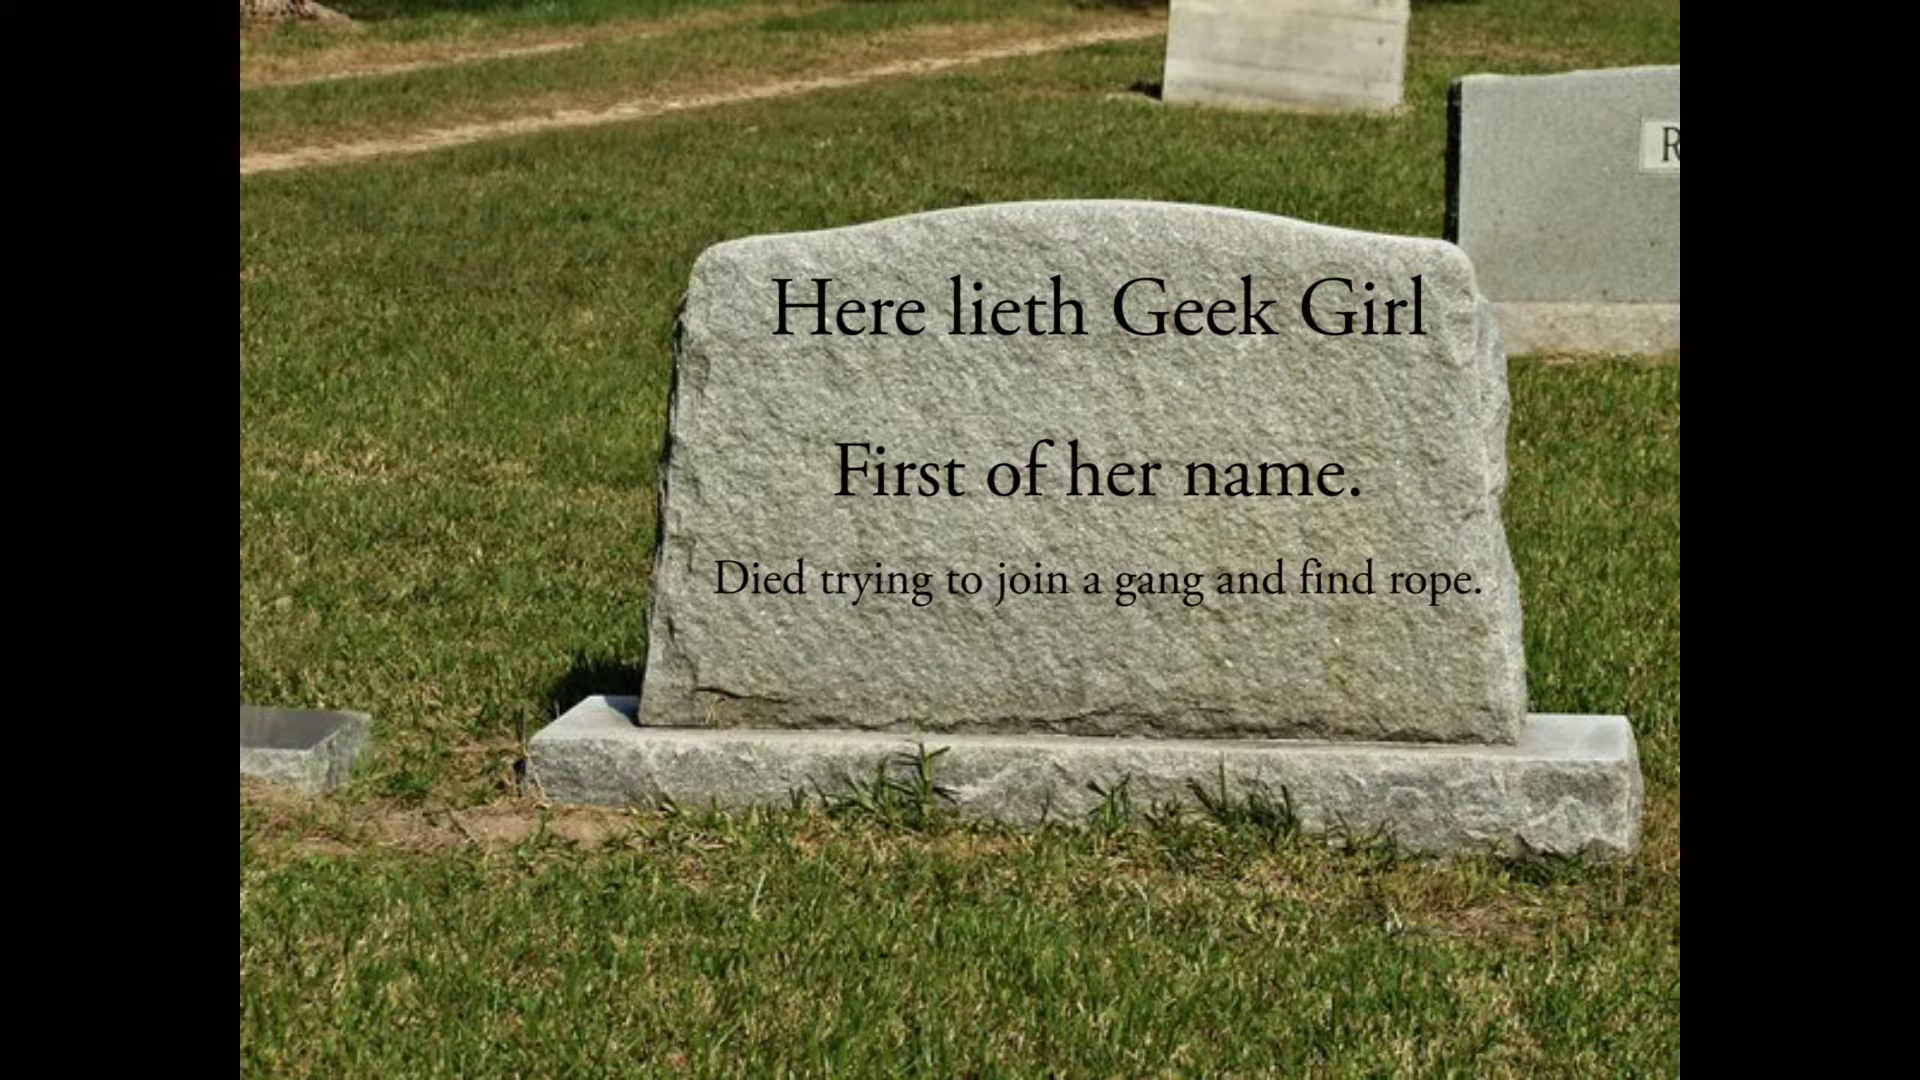 Here lieth Geek Girl
First of her name.
Died trying to join a gang and find rope.
R